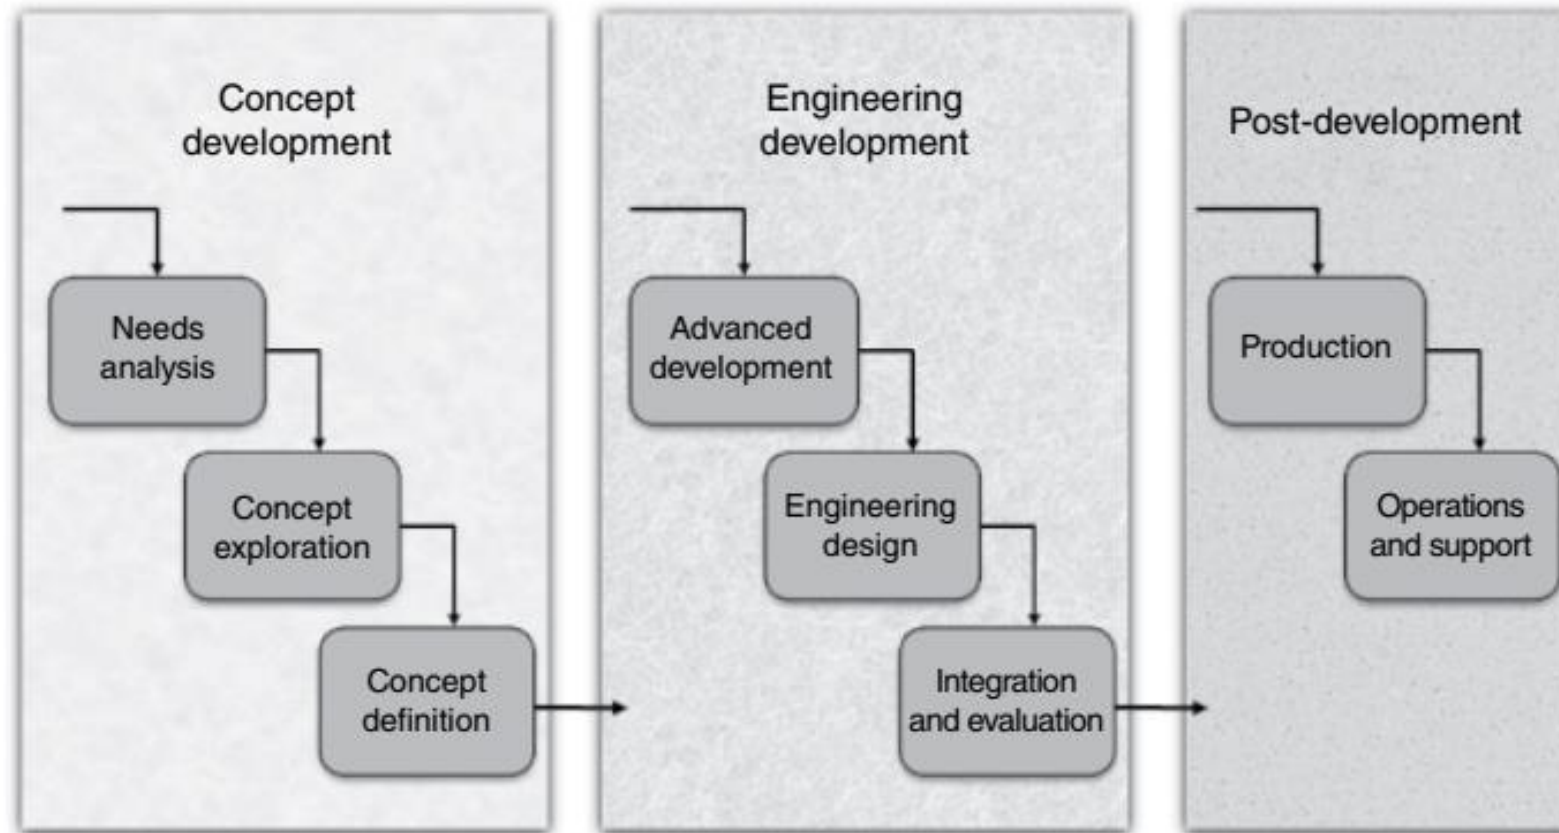 Concept
development
Needs
analysis
Concept
exploration
Concept
definition
Engineering
development
Advanced
development
Engineering
design
Integration
and evaluation
Post-development
Production
Operations
and support